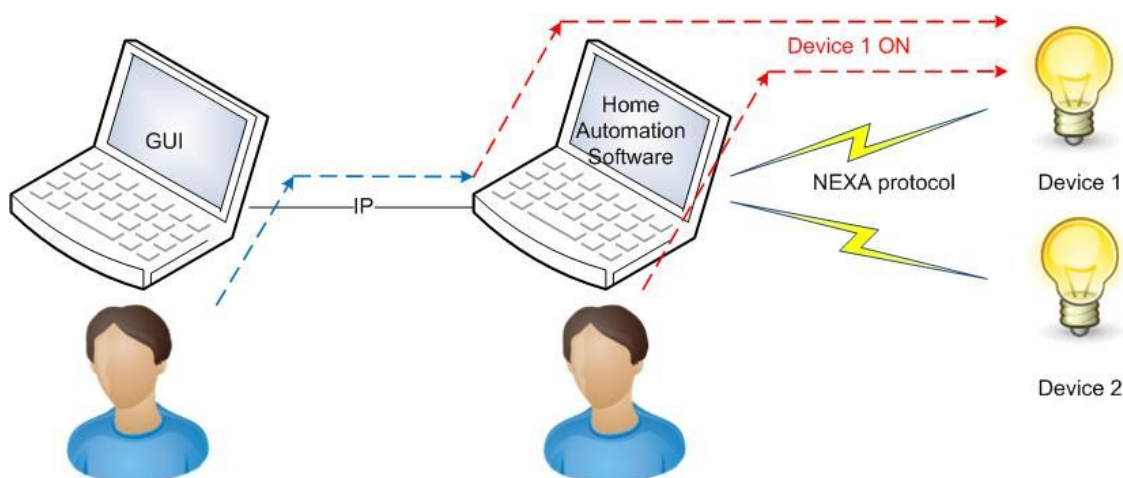 Device 1 ON
GUI
Home
Automation
Software
IP
NEXA protocol
Device 1
Device 2